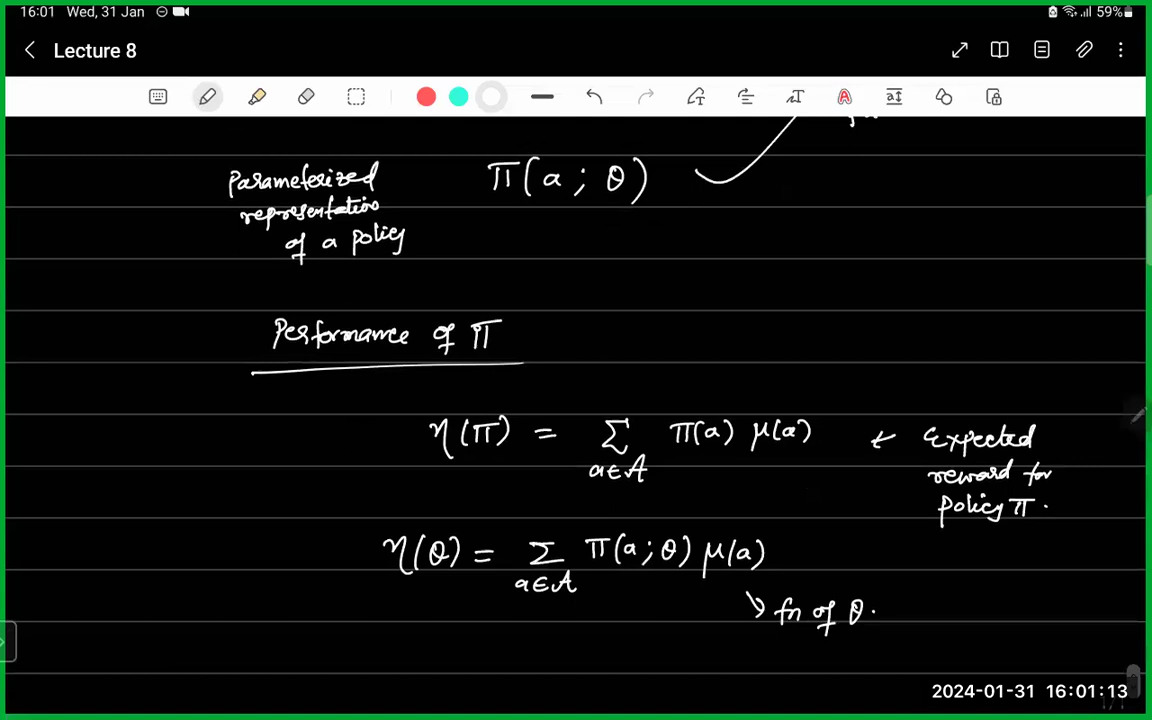 16:01 Wed, 31 Jan
59%
Lecture 8
Parameterized
representation
of a policy
π(a ; θ)
Performance of π
η(π) = Σ π(a) μ(a) ← Expected
a∈A
reward for
policy π.
η(θ) = Σ π(a;θ) μ(a)
a∈A
↘ fn of θ.
2024-01-31 16:01:13